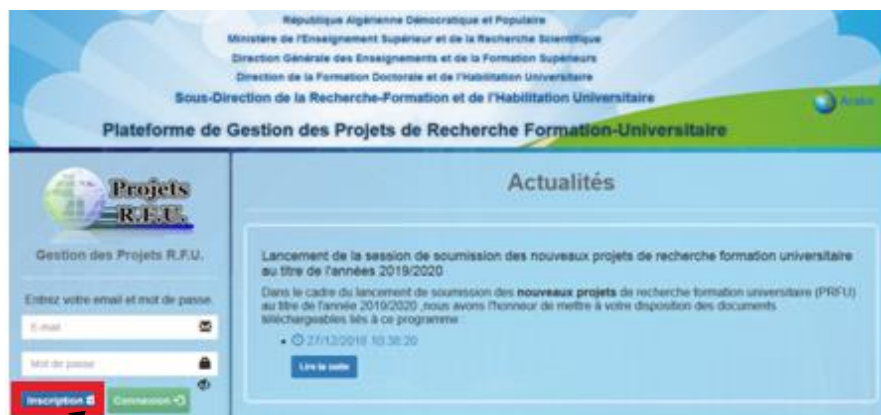 République Algérienne Démocratique et Populaire
Ministère de l'Enseignement Supérieur et de la Recherche Scientifique
Direction Générale des Enseignements et de la Formation Supérieurs
Direction de la Formation Doctorale et de l'Habilitation Universitaire
Sous-Direction de la Recherche-Formation et de l'Habilitation Universitaire
Arabe
Plateforme de Gestion des Projets de Recherche Formation-Universitaire
Projets
R.F.U.
Gestion des Projets R.F.U.
Entrez votre email et mot de passe.
E-mail
Mot de passe
Inscription
Connexion
Actualités
Lancement de la session de soumission des nouveaux projets de recherche formation universitaire
au titre de l'années 2019/2020
Dans le cadre du lancement de soumission des nouveaux projets de recherche formation universitaire (PRFU)
au titre de l'année 2019/2020 ,nous avons l'honneur de mettre à votre disposition des documents
téléchargeables liés à ce programme :
27/12/2018 10:38:20
Lire la suite